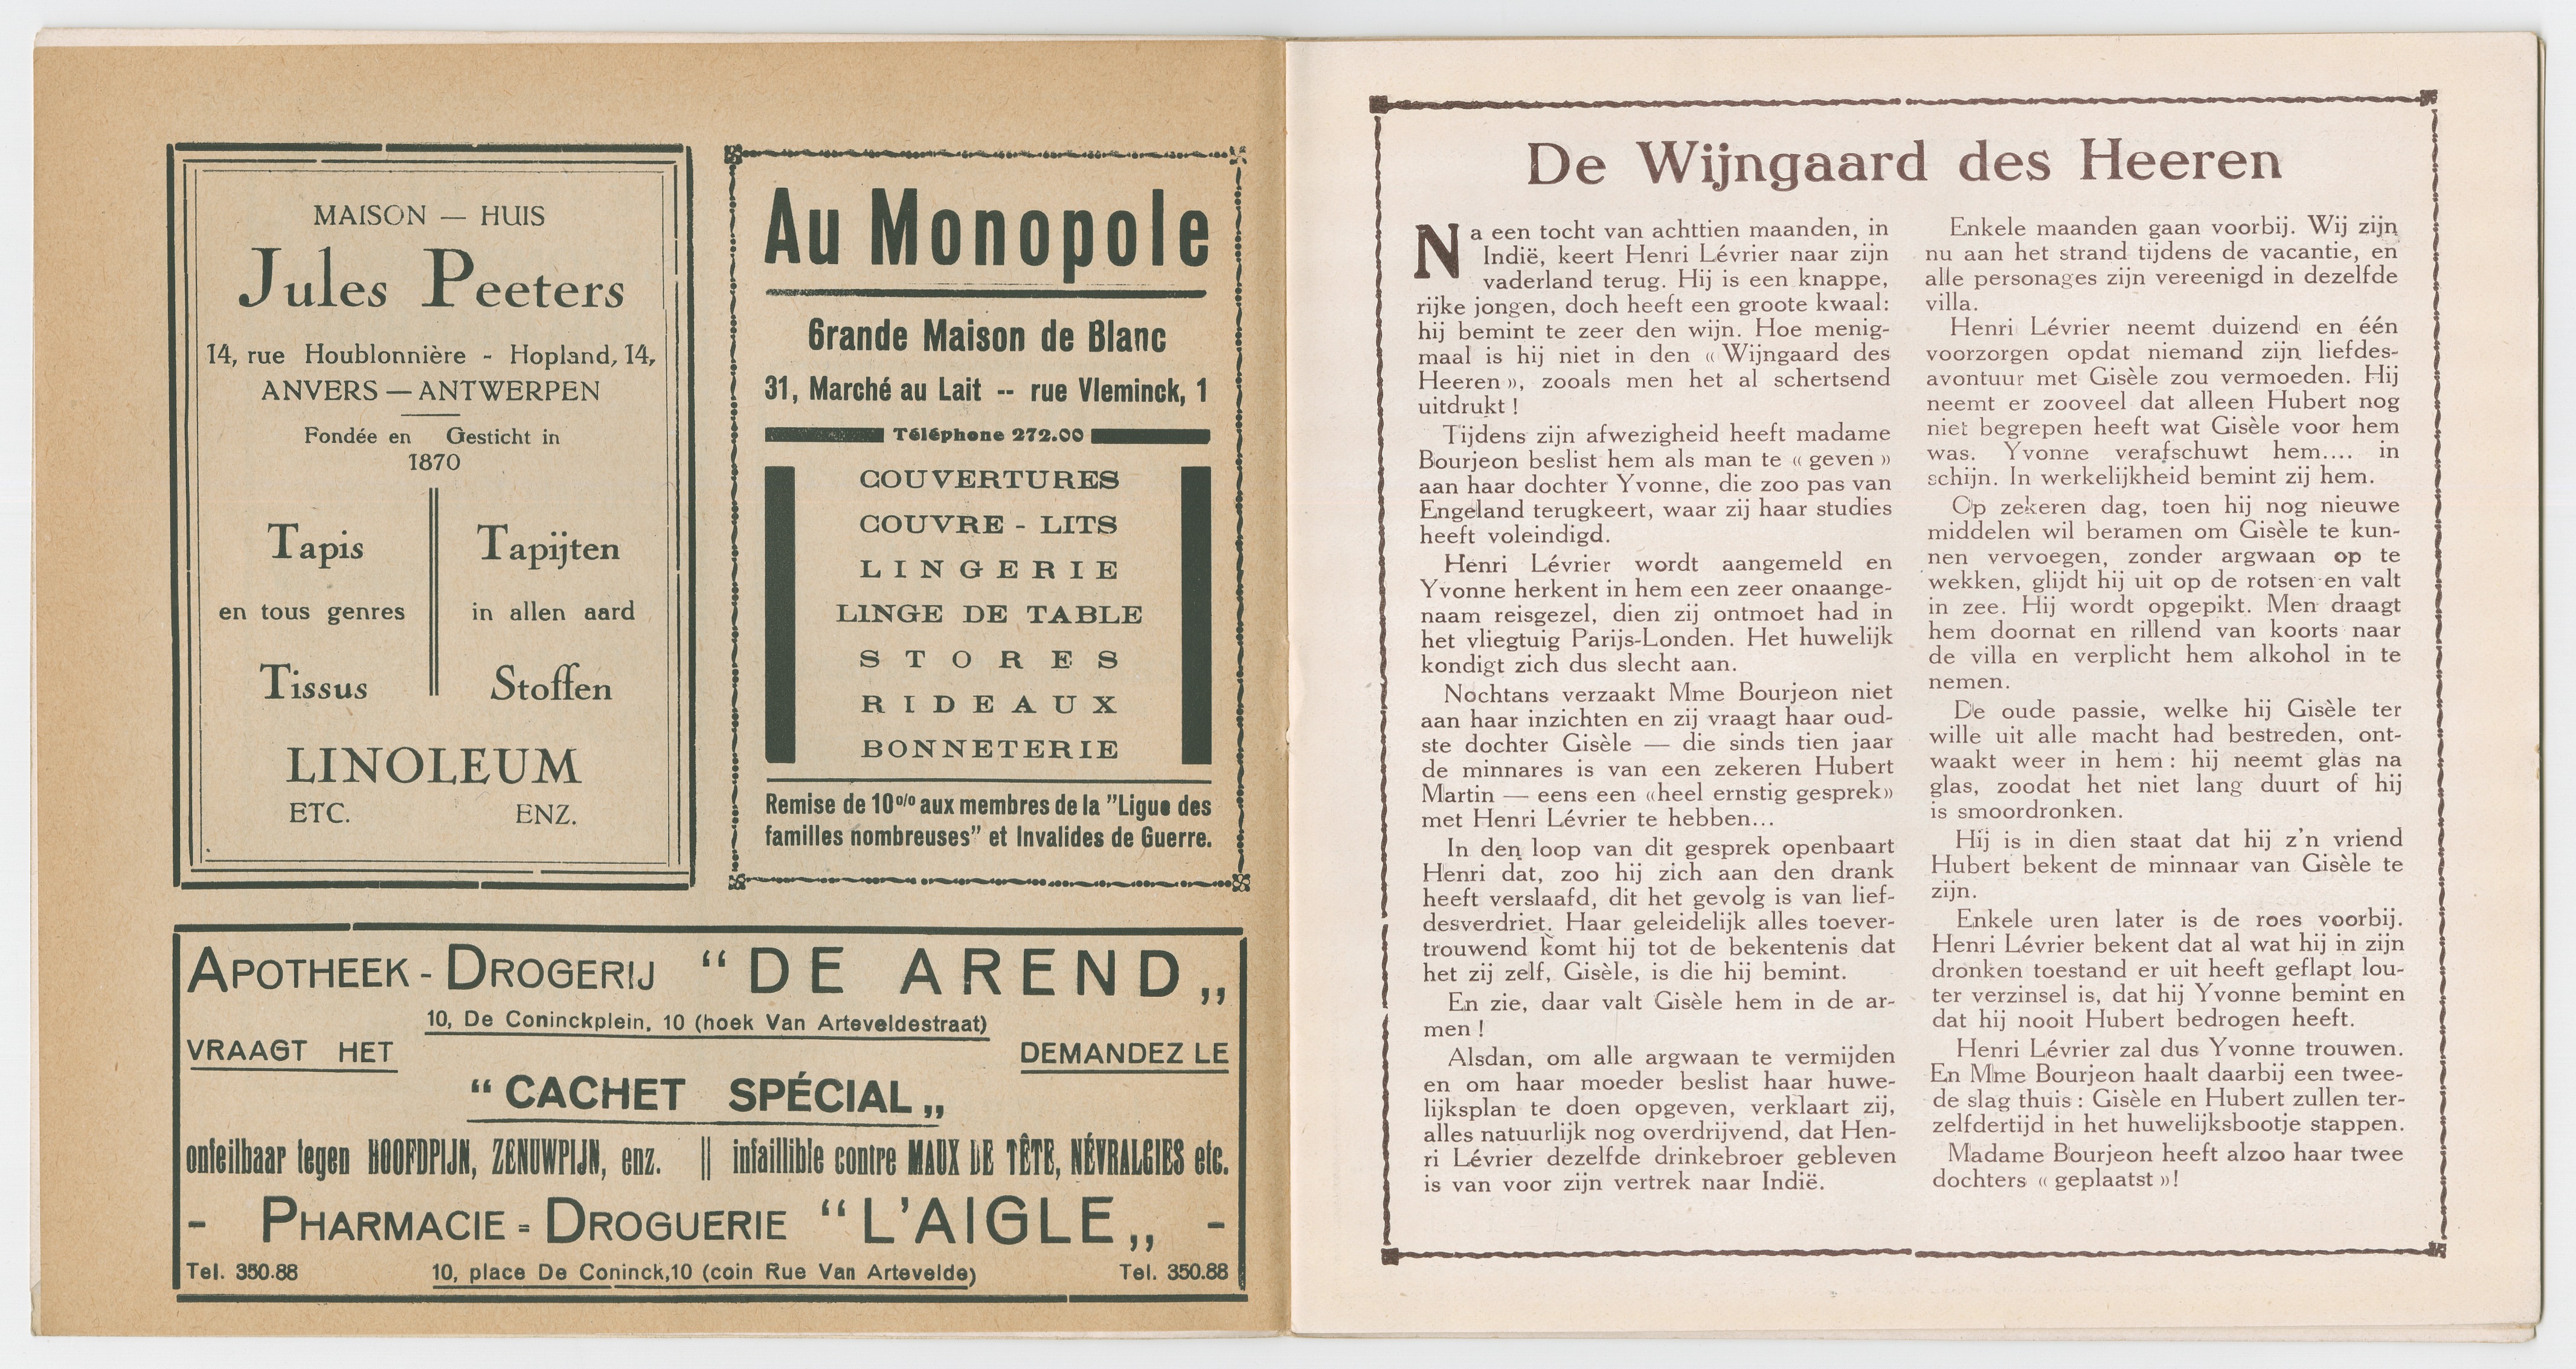 MAISON — HUIS
Jules Peeters
14, rue Houblonnière - Hopland, 14,
ANVERS — ANTWERPEN
Fondée en Gesticht in
1870
Tapis
en tous genres
Tissus
Tapijten
in allen aard
Stoffen
LINOLEUM
ETC. ENZ.
Au Monopole
Grande Maison de Blanc
31, Marché au Lait -- rue Vleminck, 1
Téléphone 272.00
COUVERTURES
COUVRE - LITS
LINGERIE
LINGE DE TABLE
STORES
RIDEAUX
BONNETERIE
Remise de 10% aux membres de la "Ligue des
familles nombreuses" et Invalides de Guerre.
APOTHEEK - DROGERIJ “DE AREND„
10, De Coninckplein, 10 (hoek Van Arteveldestraat)
VRAAGT HET DEMANDEZ LE
“CACHET SPÉCIAL„
onfeilbaar tegen HOOFDPIJN, ZENUWPIJN, enz. || infaillible contre MAUX DE TÊTE, NÉVRALGIES etc.
- PHARMACIE = DROGUERIE “L'AIGLE„ -
Tel. 350.88 10, place De Coninck,10 (coin Rue Van Artevelde) Tel. 350.88
De Wijngaard des Heeren
Na een tocht van achttien maanden, in
Indië, keert Henri Lévrier naar zijn
vaderland terug. Hij is een knappe,
rijke jongen, doch heeft een groote kwaal:
hij bemint te zeer den wijn. Hoe menig-
maal is hij niet in den « Wijngaard des
Heeren », zooals men het al schertsend
uitdrukt !
Tijdens zijn afwezigheid heeft madame
Bourjeon beslist hem als man te « geven »
aan haar dochter Yvonne, die zoo pas van
Engeland terugkeert, waar zij haar studies
heeft voleindigd.
Henri Lévrier wordt aangemeld en
Yvonne herkent in hem een zeer onaange-
naam reisgezel, dien zij ontmoet had in
het vliegtuig Parijs-Londen. Het huwelijk
kondigt zich dus slecht aan.
Nochtans verzaakt Mme Bourjeon niet
aan haar inzichten en zij vraagt haar oud-
ste dochter Gisèle — die sinds tien jaar
de minnares is van een zekeren Hubert
Martin — eens een «heel ernstig gesprek»
met Henri Lévrier te hebben...
In den loop van dit gesprek openbaart
Henri dat, zoo hij zich aan den drank
heeft verslaafd, dit het gevolg is van lief-
desverdriet. Haar geleidelijk alles toever-
trouwend komt hij tot de bekentenis dat
het zij zelf, Gisèle, is die hij bemint.
En zie, daar valt Gisèle hem in de ar-
men !
Alsdan, om alle argwaan te vermijden
en om haar moeder beslist haar huwe-
lijksplan te doen opgeven, verklaart zij,
alles natuurlijk nog overdrijvend, dat Hen-
ri Lévrier dezelfde drinkebroer gebleven
is van voor zijn vertrek naar Indië.
Enkele maanden gaan voorbij. Wij zijn
nu aan het strand tijdens de vacantie, en
alle personages zijn vereenigd in dezelfde
villa.
Henri Lévrier neemt duizend en één
voorzorgen opdat niemand zijn liefdes-
avontuur met Gisèle zou vermoeden. Hij
neemt er zooveel dat alleen Hubert nog
niet begrepen heeft wat Gisèle voor hem
was. Yvonne verafschuwt hem.... in
schijn. In werkelijkheid bemint zij hem.
Op zekeren dag, toen hij nog nieuwe
middelen wil beramen om Gisèle te kun-
nen vervoegen, zonder argwaan op te
wekken, glijdt hij uit op de rotsen en valt
in zee. Hij wordt opgepikt. Men draagt
hem doornat en rillend van koorts naar
de villa en verplicht hem alkohol in te
nemen.
De oude passie, welke hij Gisèle ter
wille uit alle macht had bestreden, ont-
waakt weer in hem : hij neemt glas na
glas, zoodat het niet lang duurt of hij
is smoordronken.
Hij is in dien staat dat hij z'n vriend
Hubert bekent de minnaar van Gisèle te
zijn.
Enkele uren later is de roes voorbij.
Henri Lévrier bekent dat al wat hij in zijn
dronken toestand er uit heeft geflapt lou-
ter verzinsel is, dat hij Yvonne bemint en
dat hij nooit Hubert bedrogen heeft.
Henri Lévrier zal dus Yvonne trouwen.
En Mme Bourjeon haalt daarbij een twee-
de slag thuis : Gisèle en Hubert zullen ter-
zelfdertijd in het huwelijksbootje stappen.
Madame Bourjeon heeft alzoo haar twee
dochters « geplaatst »!